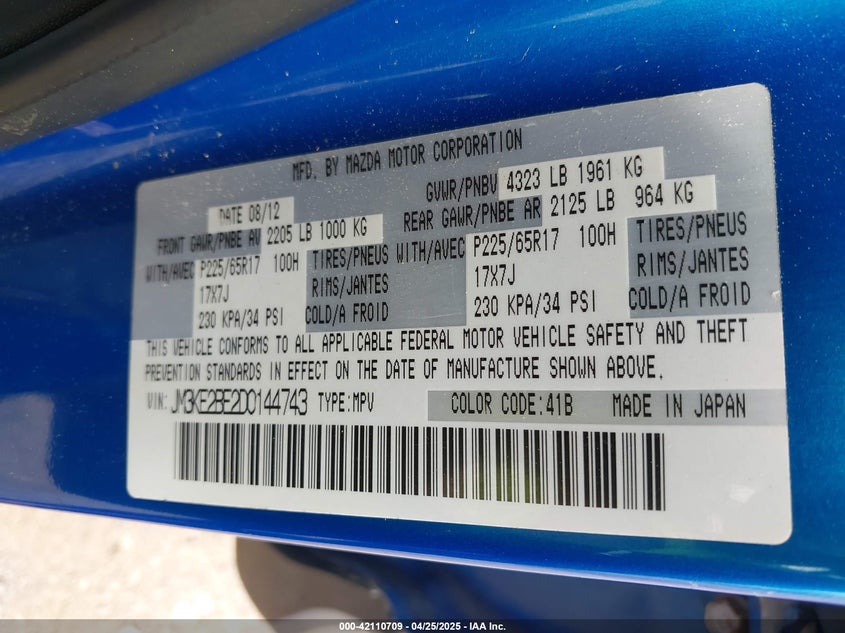 MFD. BY MAZDA MOTOR CORPORATION
DATE 08/12 GVWR/PNBV 4323 LB 1961 KG
FRONT GAWR/PNBE AV 2205 LB 1000 KG REAR GAWR/PNBE AR 2125 LB 964 KG
WITH/AVEC P225/65R17 100H TIRES/PNEUS WITH/AVEC P225/65R17 100H TIRES/PNEUS
17X7J RIMS/JANTES 17X7J RIMS/JANTES
230 KPA/34 PSI COLD/A FROID 230 KPA/34 PSI COLD/A FROID
THIS VEHICLE CONFORMS TO ALL APPLICABLE FEDERAL MOTOR VEHICLE SAFETY AND THEFT
PREVENTION STANDARDS IN EFFECT ON THE DATE OF MANUFACTURE SHOWN ABOVE.
VIN: JM3KE2BE2D0144743 TYPE:MPV COLOR CODE:41B MADE IN JAPAN
000-42110709 - 04/25/2025 - IAA Inc.